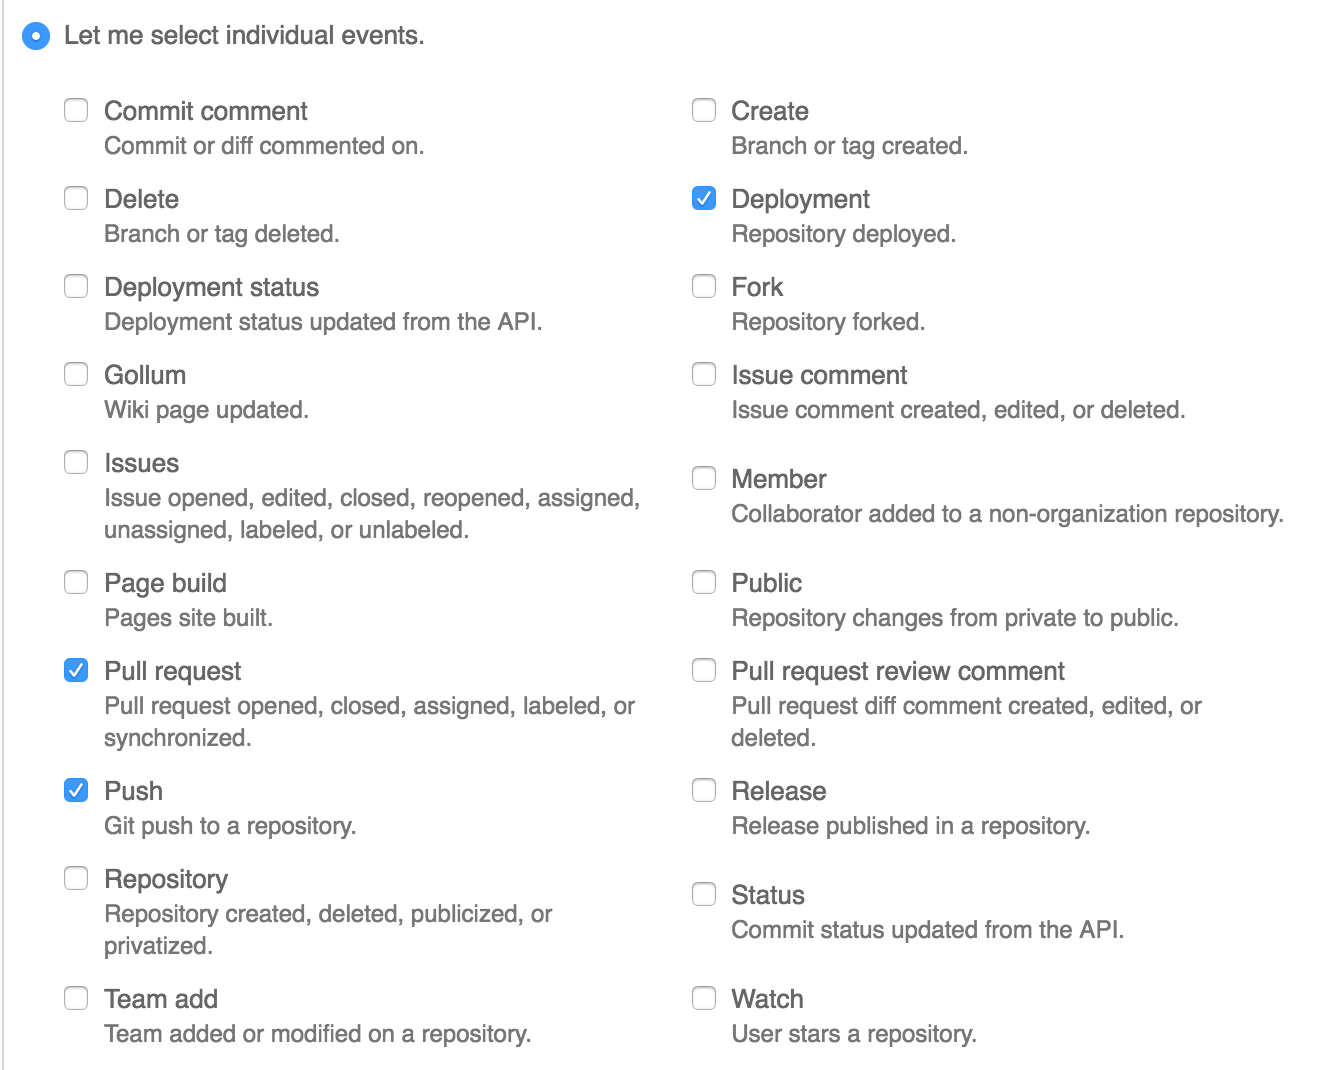 Let me select individual events.
Commit comment
Commit or diff commented on.
Create
Branch or tag created.
Delete
Branch or tag deleted.
Deployment
Repository deployed.
Deployment status
Deployment status updated from the API.
Fork
Repository forked.
Gollum
Wiki page updated.
Issue comment
Issue comment created, edited, or deleted.
Issues
Issue opened, edited, closed, reopened, assigned,
unassigned, labeled, or unlabeled.
Member
Collaborator added to a non-organization repository.
Page build
Pages site built.
Public
Repository changes from private to public.
Pull request
Pull request opened, closed, assigned, labeled, or
synchronized.
Pull request review comment
Pull request diff comment created, edited, or
deleted.
Push
Git push to a repository.
Release
Release published in a repository.
Repository
Repository created, deleted, publicized, or
privatized.
Status
Commit status updated from the API.
Team add
Team added or modified on a repository.
Watch
User stars a repository.